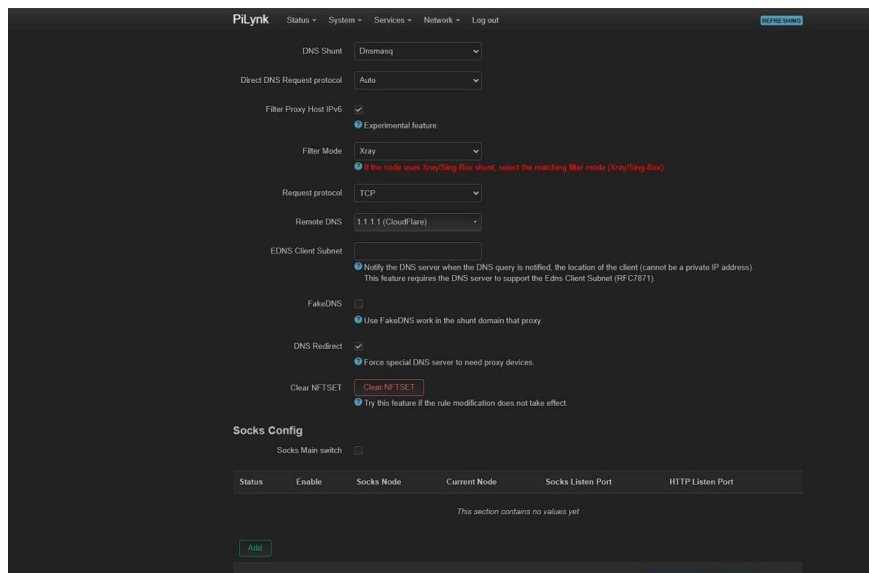 PiLynk Status System Services Network Log out REFRESHING
DNS Shunt Dnsmasq
Direct DNS Request protocol Auto
Filter Proxy Host IPv6
Experimental feature
Filter Mode Xray
If the node uses Xray/Sing-Box shunt, select the matching filter mode (Xray/Sing-Box)
Request protocol TCP
Remote DNS 1.1.1.1 (CloudFlare)
EDNS Client Subnet
Notify the DNS server when the DNS query is notified, the location of the client (cannot be a private IP address).
This feature requires the DNS server to support the Edns Client Subnet (RFC7871).
FakeDNS
Use FakeDNS work in the shunt domain that proxy.
DNS Redirect
Force special DNS server to need proxy devices.
Clear NFTSET Clear NFTSET
Try this feature if the rule modification does not take effect.
Socks Config
Socks Main switch
Status Enable Socks Node Current Node Socks Listen Port HTTP Listen Port
This section contains no values yet
Add